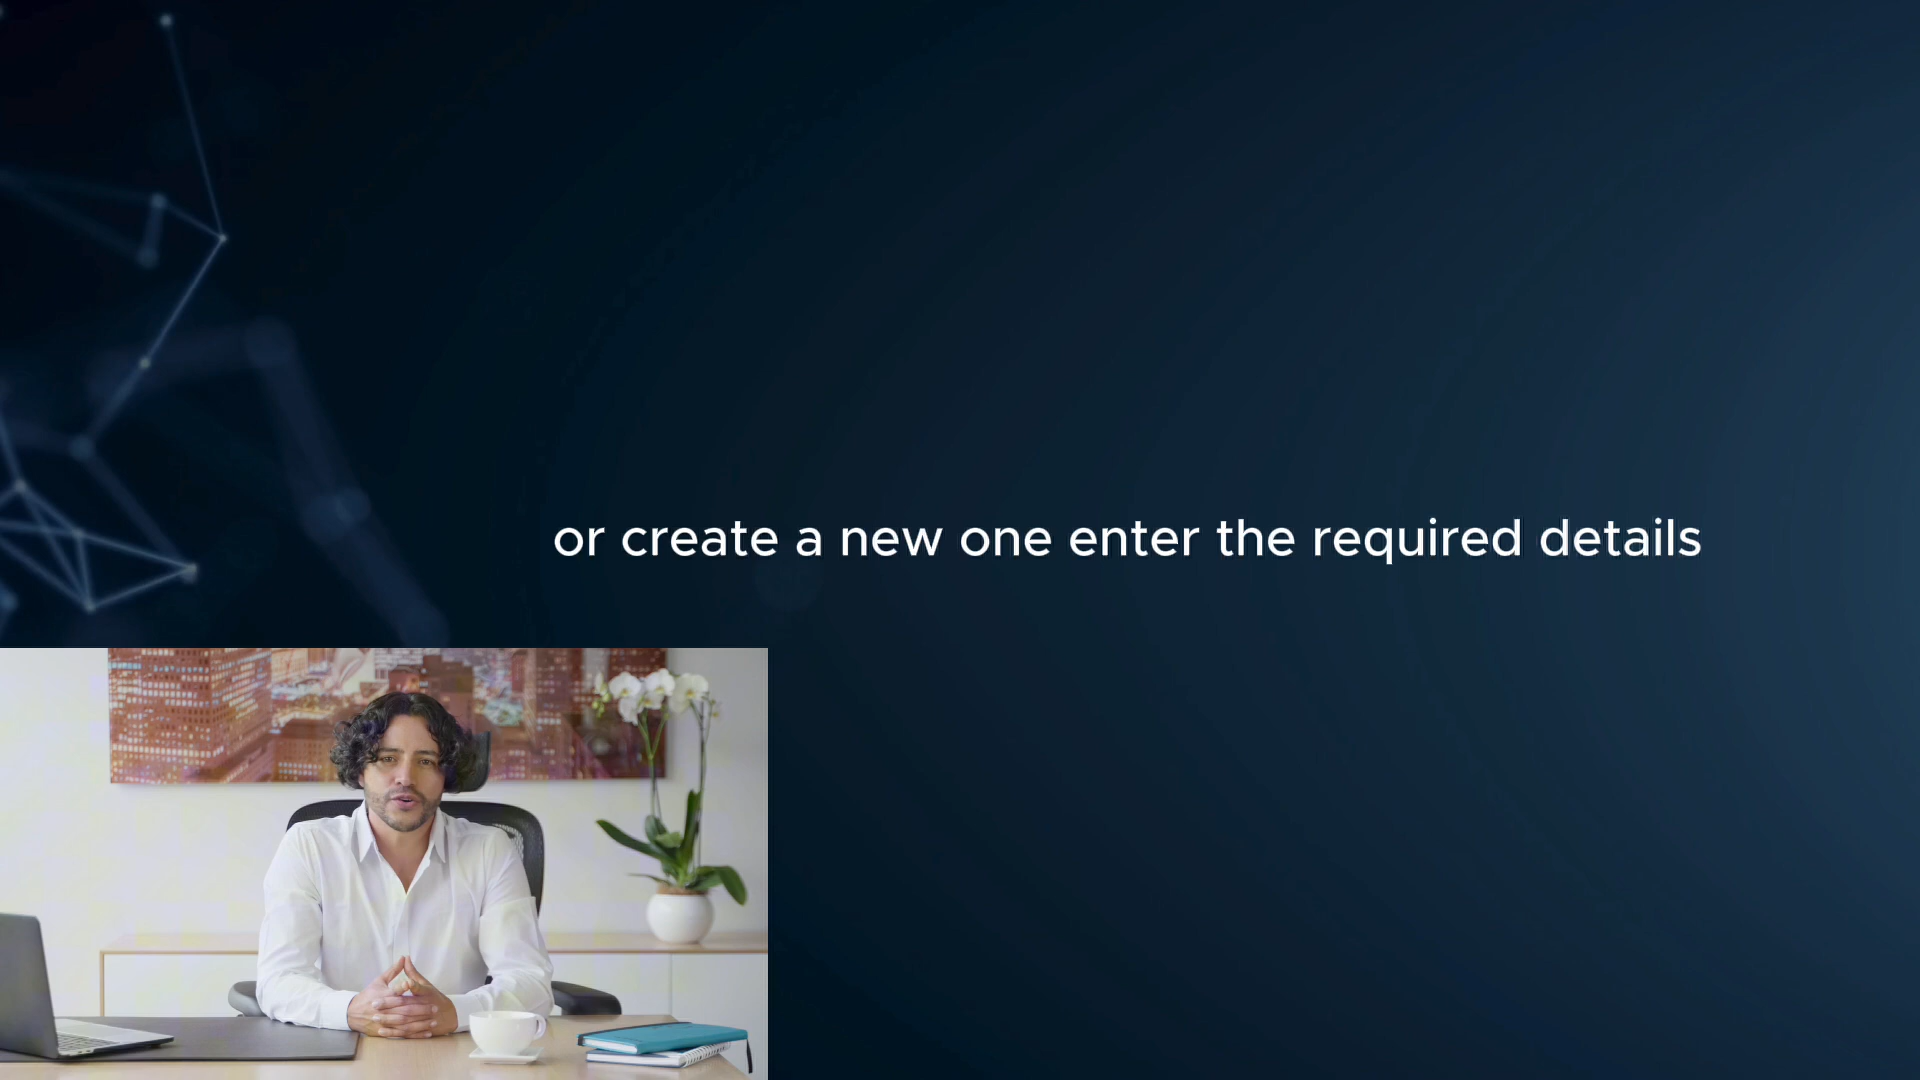 or create a new one enter the required details